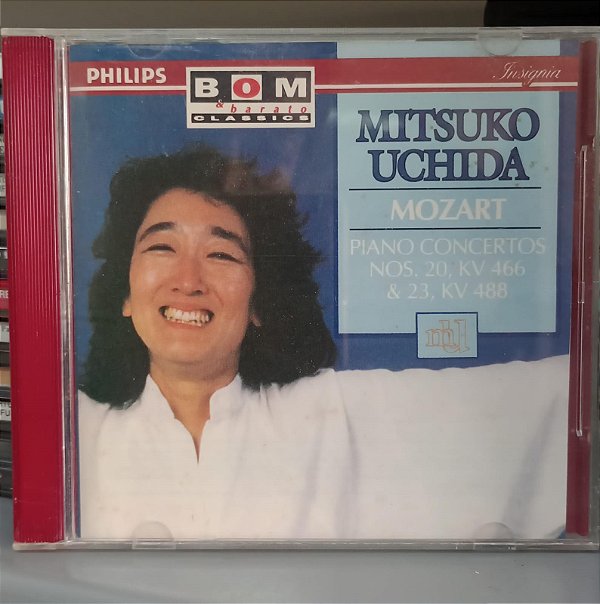 PHILIPS
BOM
& barato
CLASSICS
Insignia
MITSUKO
UCHIDA
MOZART
PIANO CONCERTOS
NOS. 20, KV 466
& 23, KV 488